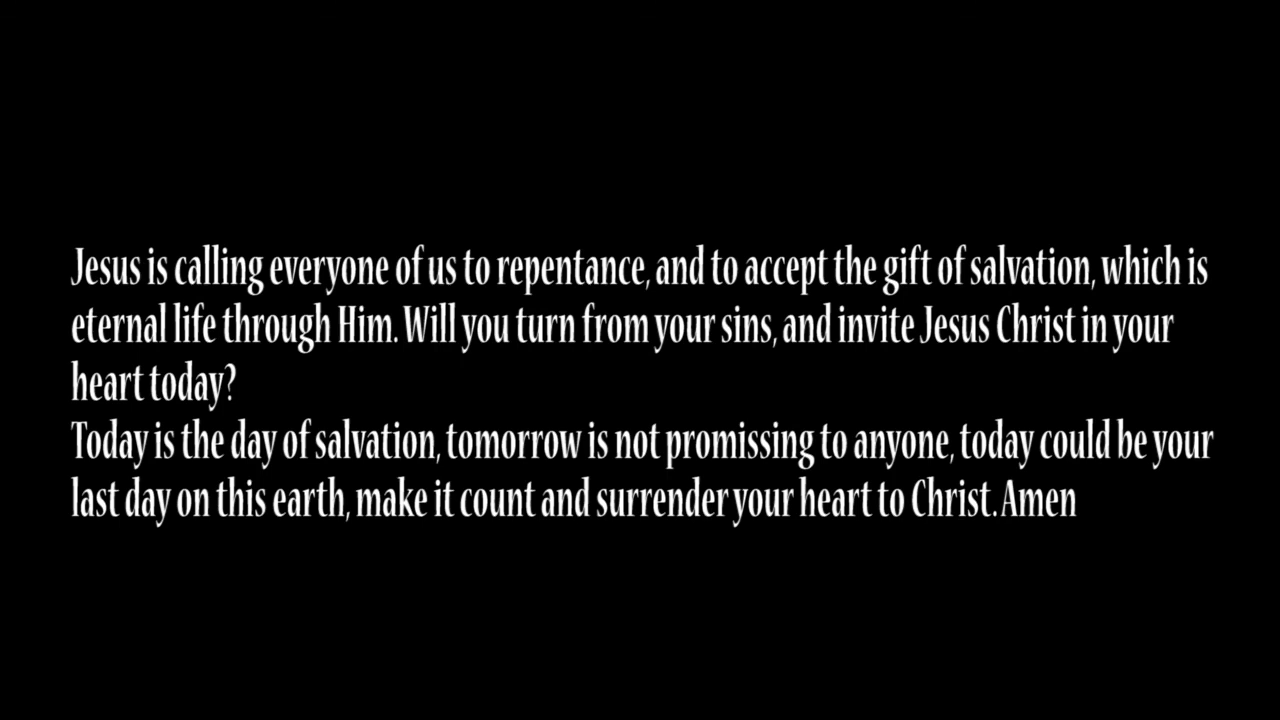 Jesus is calling everyone of us to repentance, and to accept the gift of salvation, which is
eternal life through Him. Will you turn from your sins, and invite Jesus Christ in your
heart today?
Today is the day of salvation, tomorrow is not promissing to anyone, today could be your
last day on this earth, make it count and surrender your heart to Christ. Amen